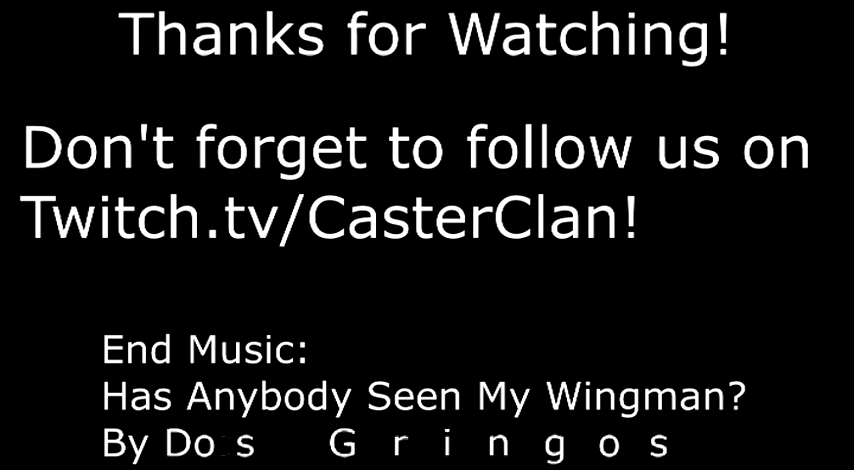 Thanks for Watching!
Don't forget to follow us on
Twitch.tv/CasterClan!
End Music:
Has Anybody Seen My Wingman?
By Dos Gringos